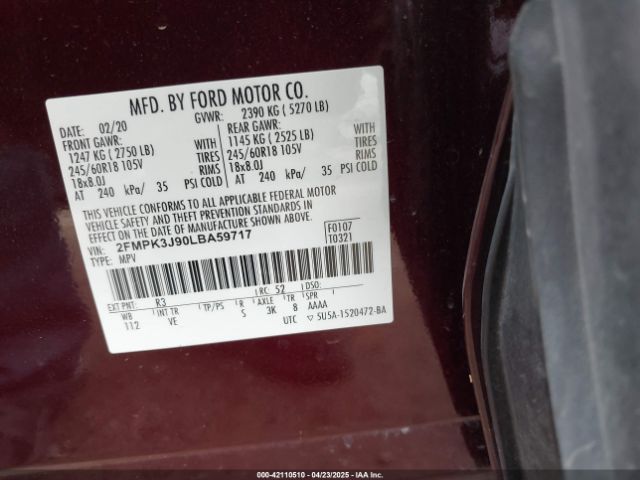 MFD. BY FORD MOTOR CO.
DATE: 02/20 GVWR: 2390 KG ( 5270 LB)
FRONT GAWR: REAR GAWR:
1247 KG ( 2750 LB) WITH 1145 KG ( 2525 LB) WITH
245/60R18 105V TIRES 245/60R18 105V TIRES
18x8.0J RIMS 18x8.0J RIMS
AT 240 kPa/ 35 PSI COLD AT 240 kPa/ 35 PSI COLD
THIS VEHICLE CONFORMS TO ALL APPLICABLE FEDERAL MOTOR
VEHICLE SAFETY AND THEFT PREVENTION STANDARDS IN
EFFECT ON THE DATE OF MANUFACTURE SHOWN ABOVE.
VIN: 2FMPK3J90LBA59717 F0107
TYPE: MPV T0321
EXT PNT: R3 RC: 52 DSO:
WB INT TR TP/PS R AXLE TR SPR
112 VE S 3K 8 AAAA
UTC ▽ 5U5A-1520472-BA
000-42110510 | 04/23/2025 | IAA Inc.